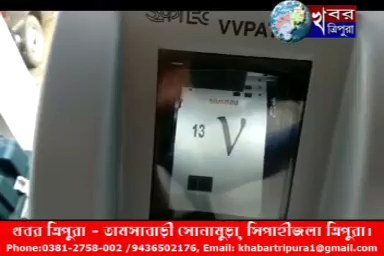 VVPA
খবর
ত্রিপুরা
13 V
খবর ত্রিপুরা - তামসাবাড়ী সোনামুড়া, সিপাহীজলা ত্রিপুরা।
Phone:0381-2758-002 /9436502176, Email: khabartripura1@gmail.com